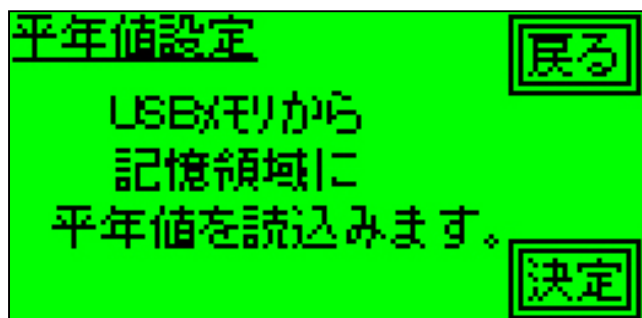 平年値設定
戻る
USBメモリから
記憶領域に
平年値を読込みます。
決定